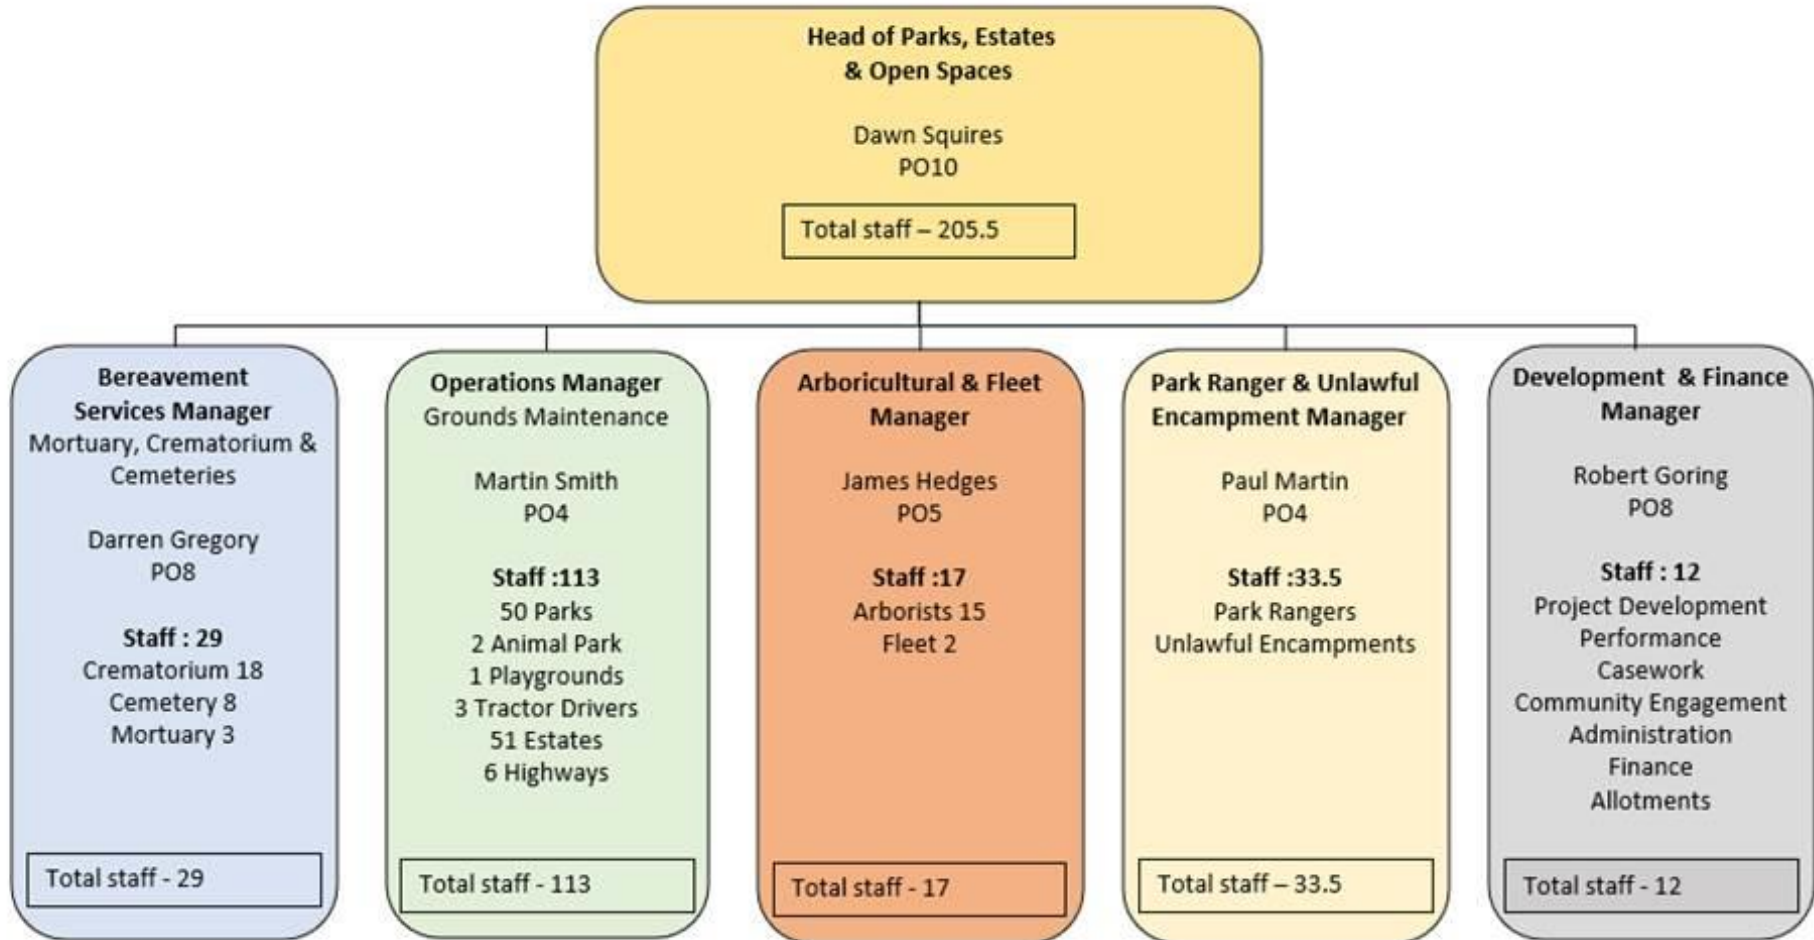 Head of Parks, Estates
& Open Spaces
Dawn Squires
PO10
Total staff – 205.5
Bereavement
Services Manager
Mortuary, Crematorium &
Cemeteries
Darren Gregory
PO8
Staff : 29
Crematorium 18
Cemetery 8
Mortuary 3
Total staff - 29
Operations Manager
Grounds Maintenance
Martin Smith
PO4
Staff :113
50 Parks
2 Animal Park
1 Playgrounds
3 Tractor Drivers
51 Estates
6 Highways
Total staff - 113
Arboricultural & Fleet
Manager
James Hedges
PO5
Staff :17
Arborists 15
Fleet 2
Total staff - 17
Park Ranger & Unlawful
Encampment Manager
Paul Martin
PO4
Staff :33.5
Park Rangers
Unlawful Encampments
Total staff – 33.5
Development  & Finance
Manager
Robert Goring
PO8
Staff : 12
Project Development
Performance
Casework
Community Engagement
Administration
Finance
Allotments
Total staff - 12